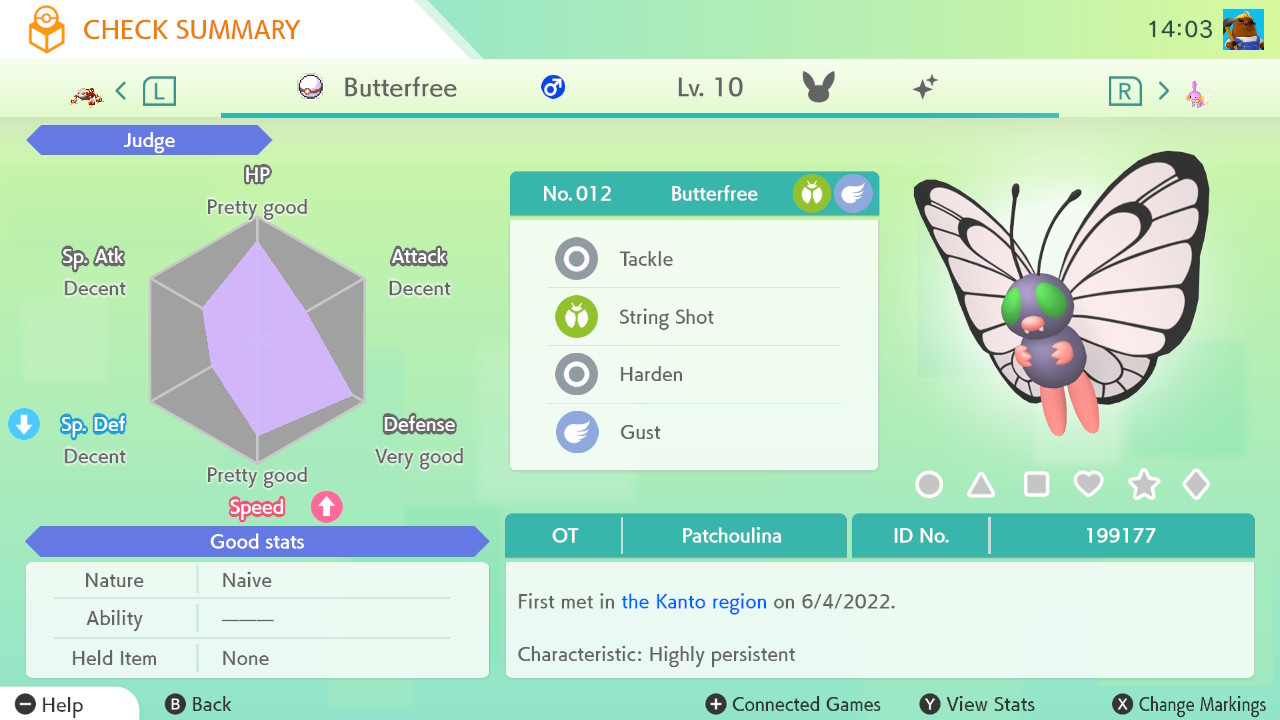 CHECK SUMMARY
14:03
L
Butterfree
Lv. 10
R
Judge
HP
Pretty good
Sp. Atk
Decent
Attack
Decent
Sp. Def
Decent
Defense
Very good
Pretty good
Speed
No. 012 Butterfree
Tackle
String Shot
Harden
Gust
Good stats
Nature Naive
Ability ———
Held Item None
OT Patchoulina
ID No. 199177
First met in the Kanto region on 6/4/2022.
Characteristic: Highly persistent
Help
B Back
Connected Games
Y View Stats
X Change Markings